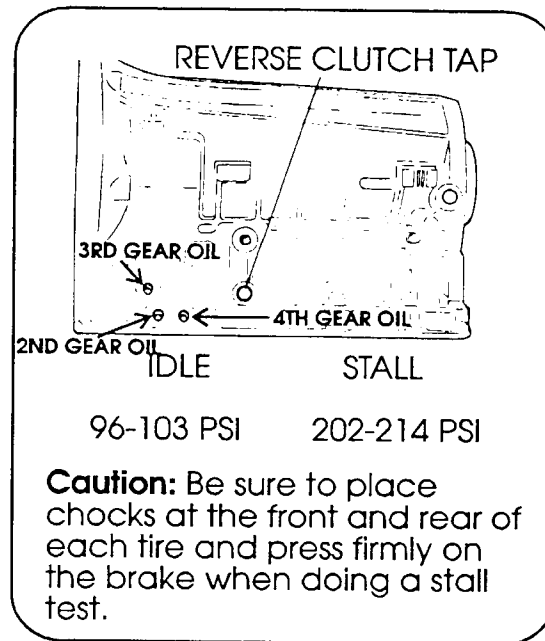 REVERSE CLUTCH TAP
3RD GEAR OIL
4TH GEAR OIL
2ND GEAR OIL
IDLE STALL
96-103 PSI 202-214 PSI
Caution: Be sure to place
chocks at the front and rear of
each tire and press firmly on
the brake when doing a stall
test.